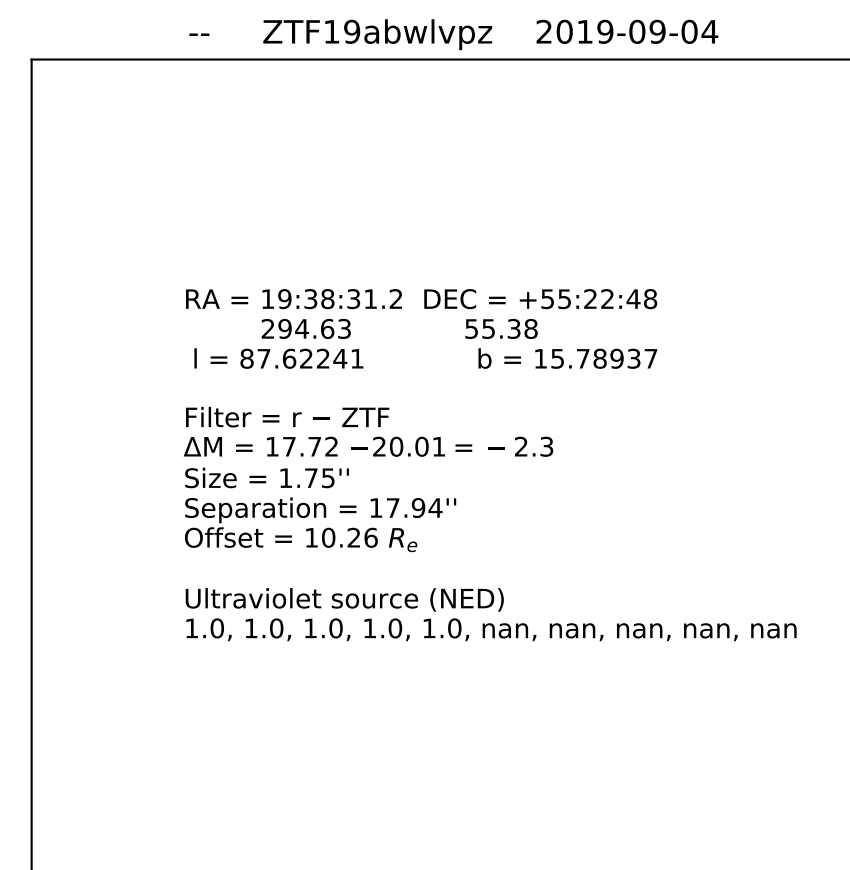 -- ZTF19abwlvpz 2019-09-04
RA = 19:38:31.2 DEC = +55:22:48
294.63 55.38
l = 87.62241 b = 15.78937
Filter = r − ZTF
ΔM = 17.72 −20.01 = − 2.3
Size = 1.75''
Separation = 17.94''
Offset = 10.26 Re
Ultraviolet source (NED)
1.0, 1.0, 1.0, 1.0, 1.0, nan, nan, nan, nan, nan